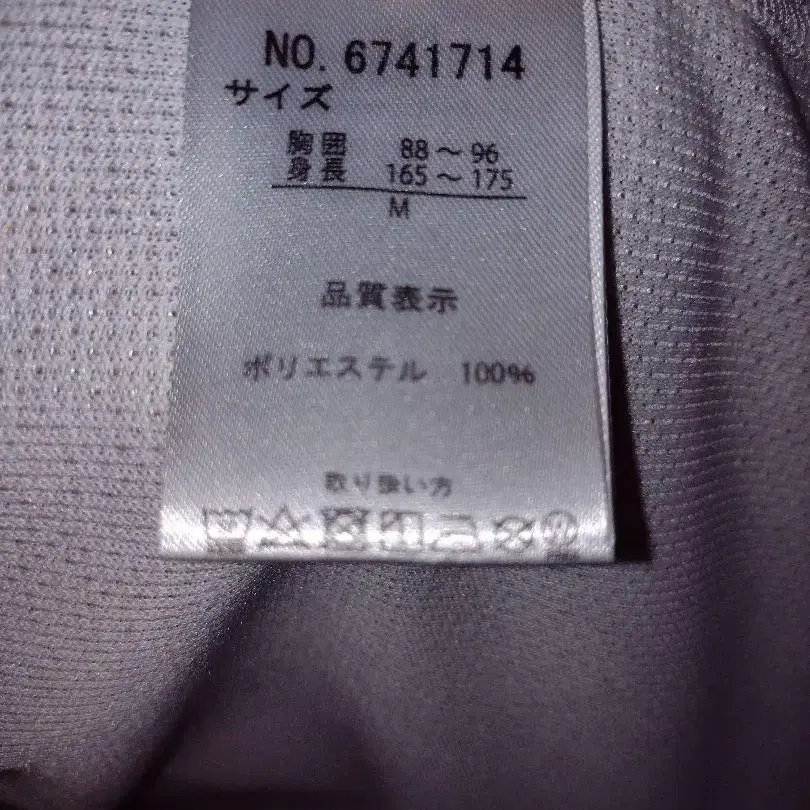 NO. 6741714
サイズ
胸囲 88～96
身長 165～175
M
品質表示
ポリエステル 100%
取り扱い方